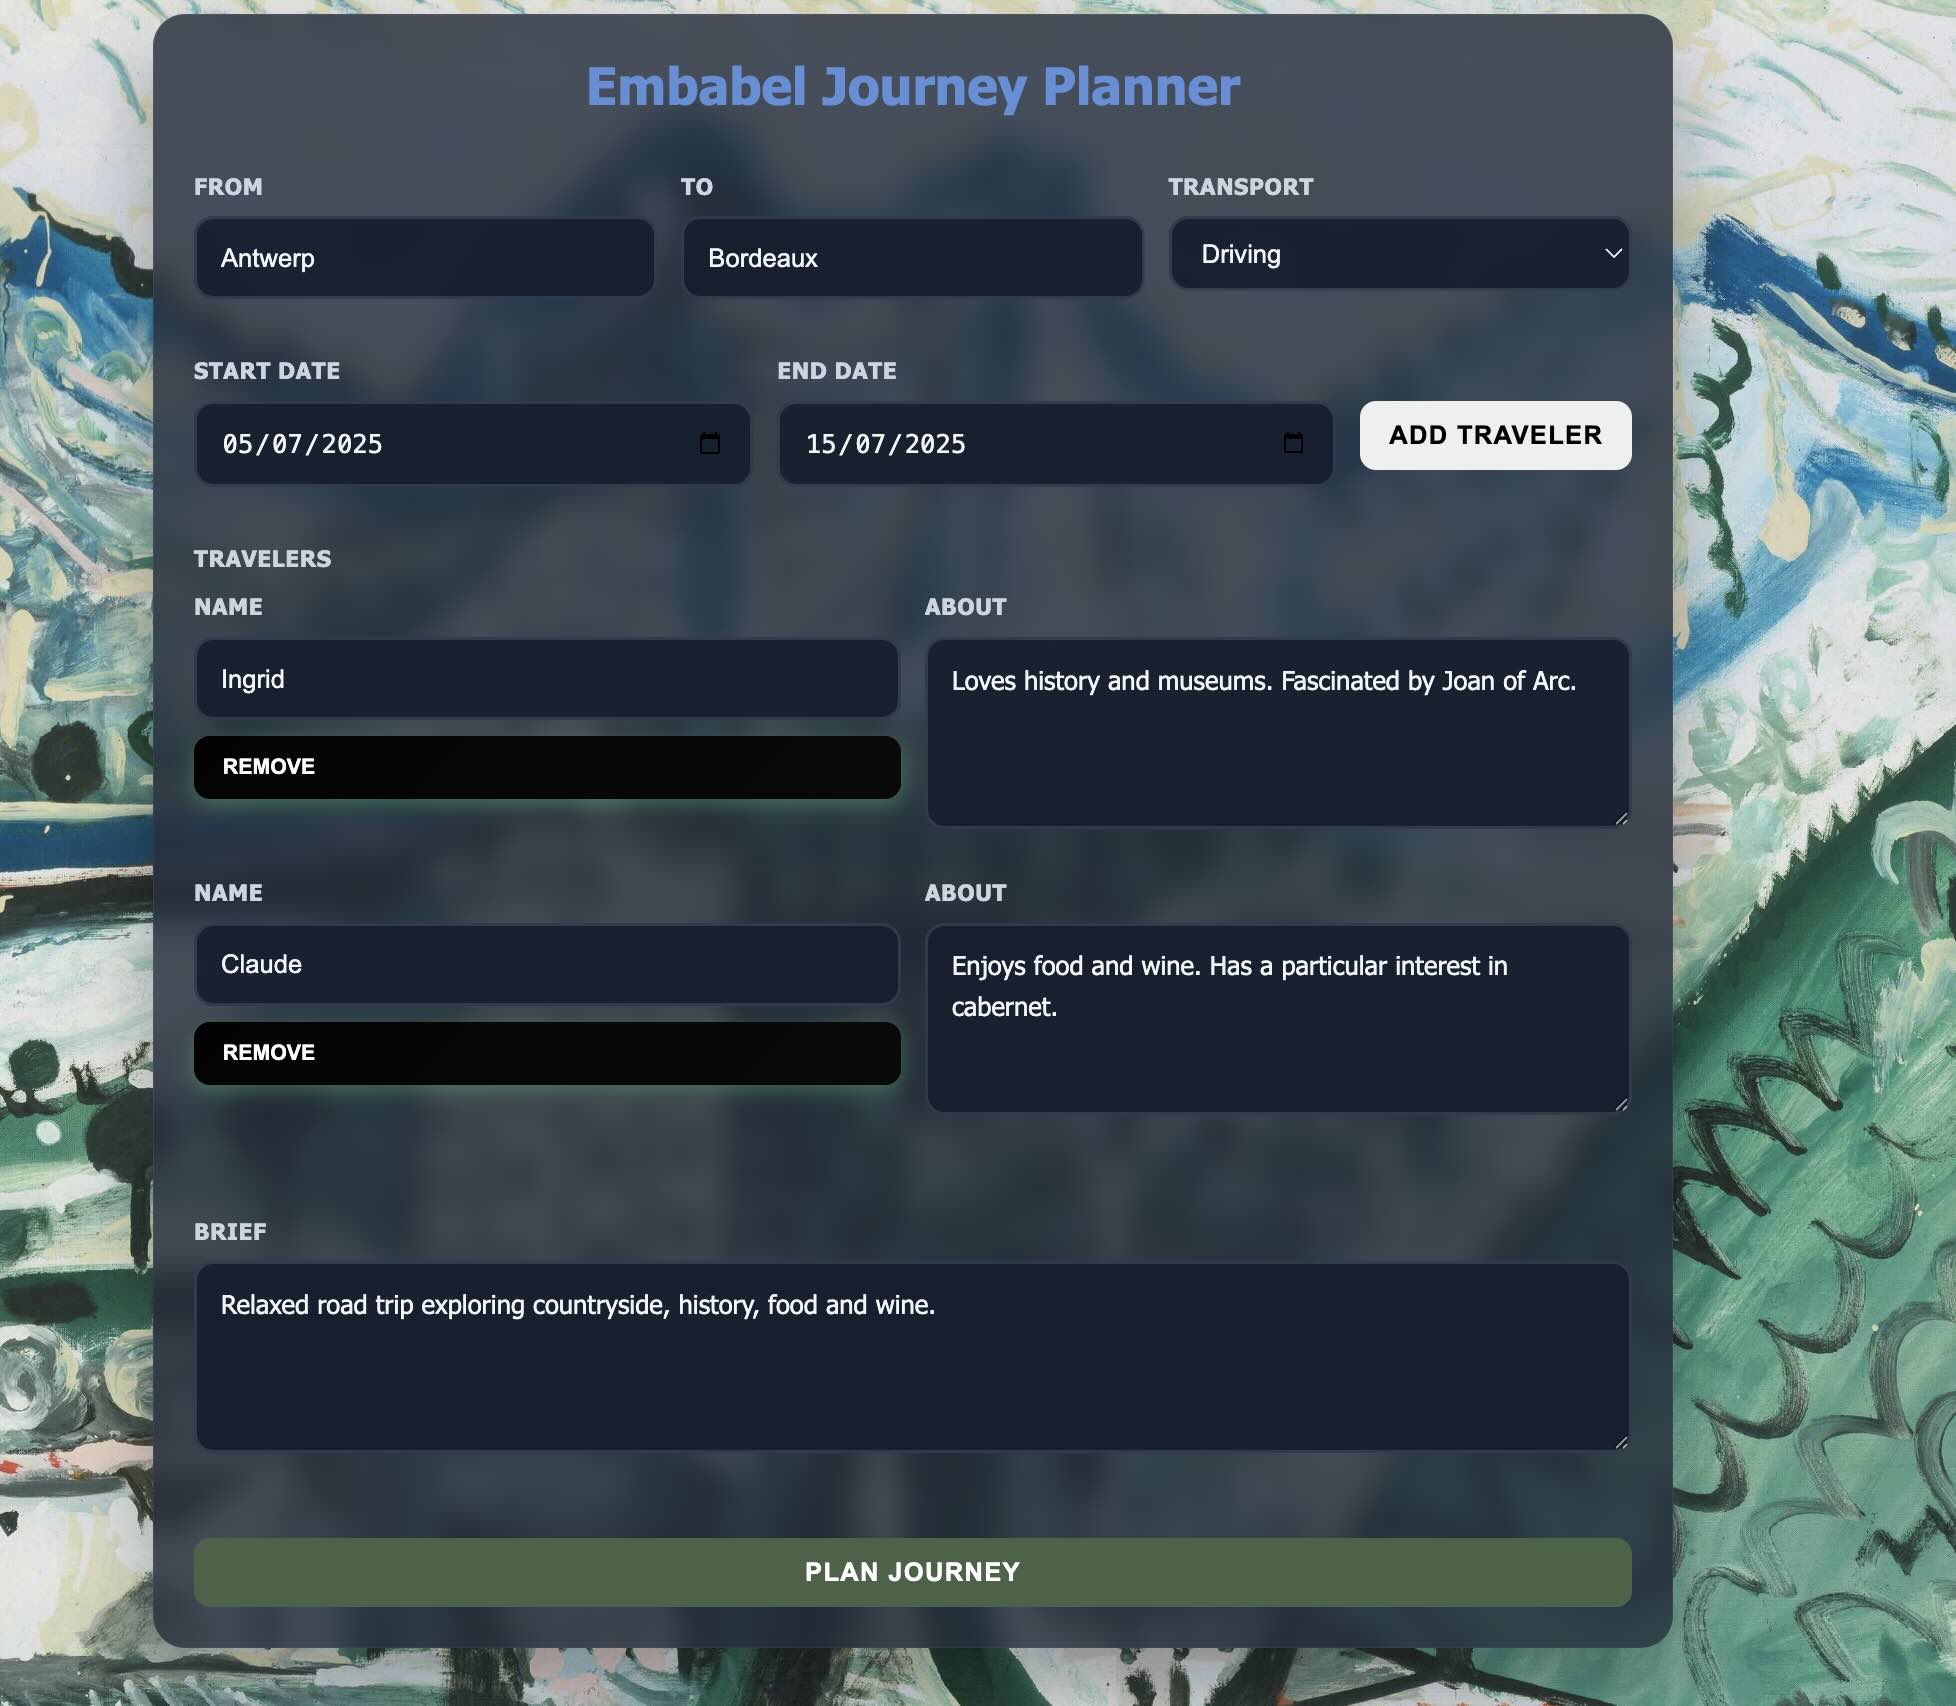 Embabel Journey Planner
FROM
TO
TRANSPORT
Antwerp
Bordeaux
Driving
START DATE
END DATE
05/07/2025
15/07/2025
ADD TRAVELER
TRAVELERS
NAME
ABOUT
Ingrid
Loves history and museums. Fascinated by Joan of Arc.
REMOVE
NAME
ABOUT
Claude
Enjoys food and wine. Has a particular interest in
cabernet.
REMOVE
BRIEF
Relaxed road trip exploring countryside, history, food and wine.
PLAN JOURNEY